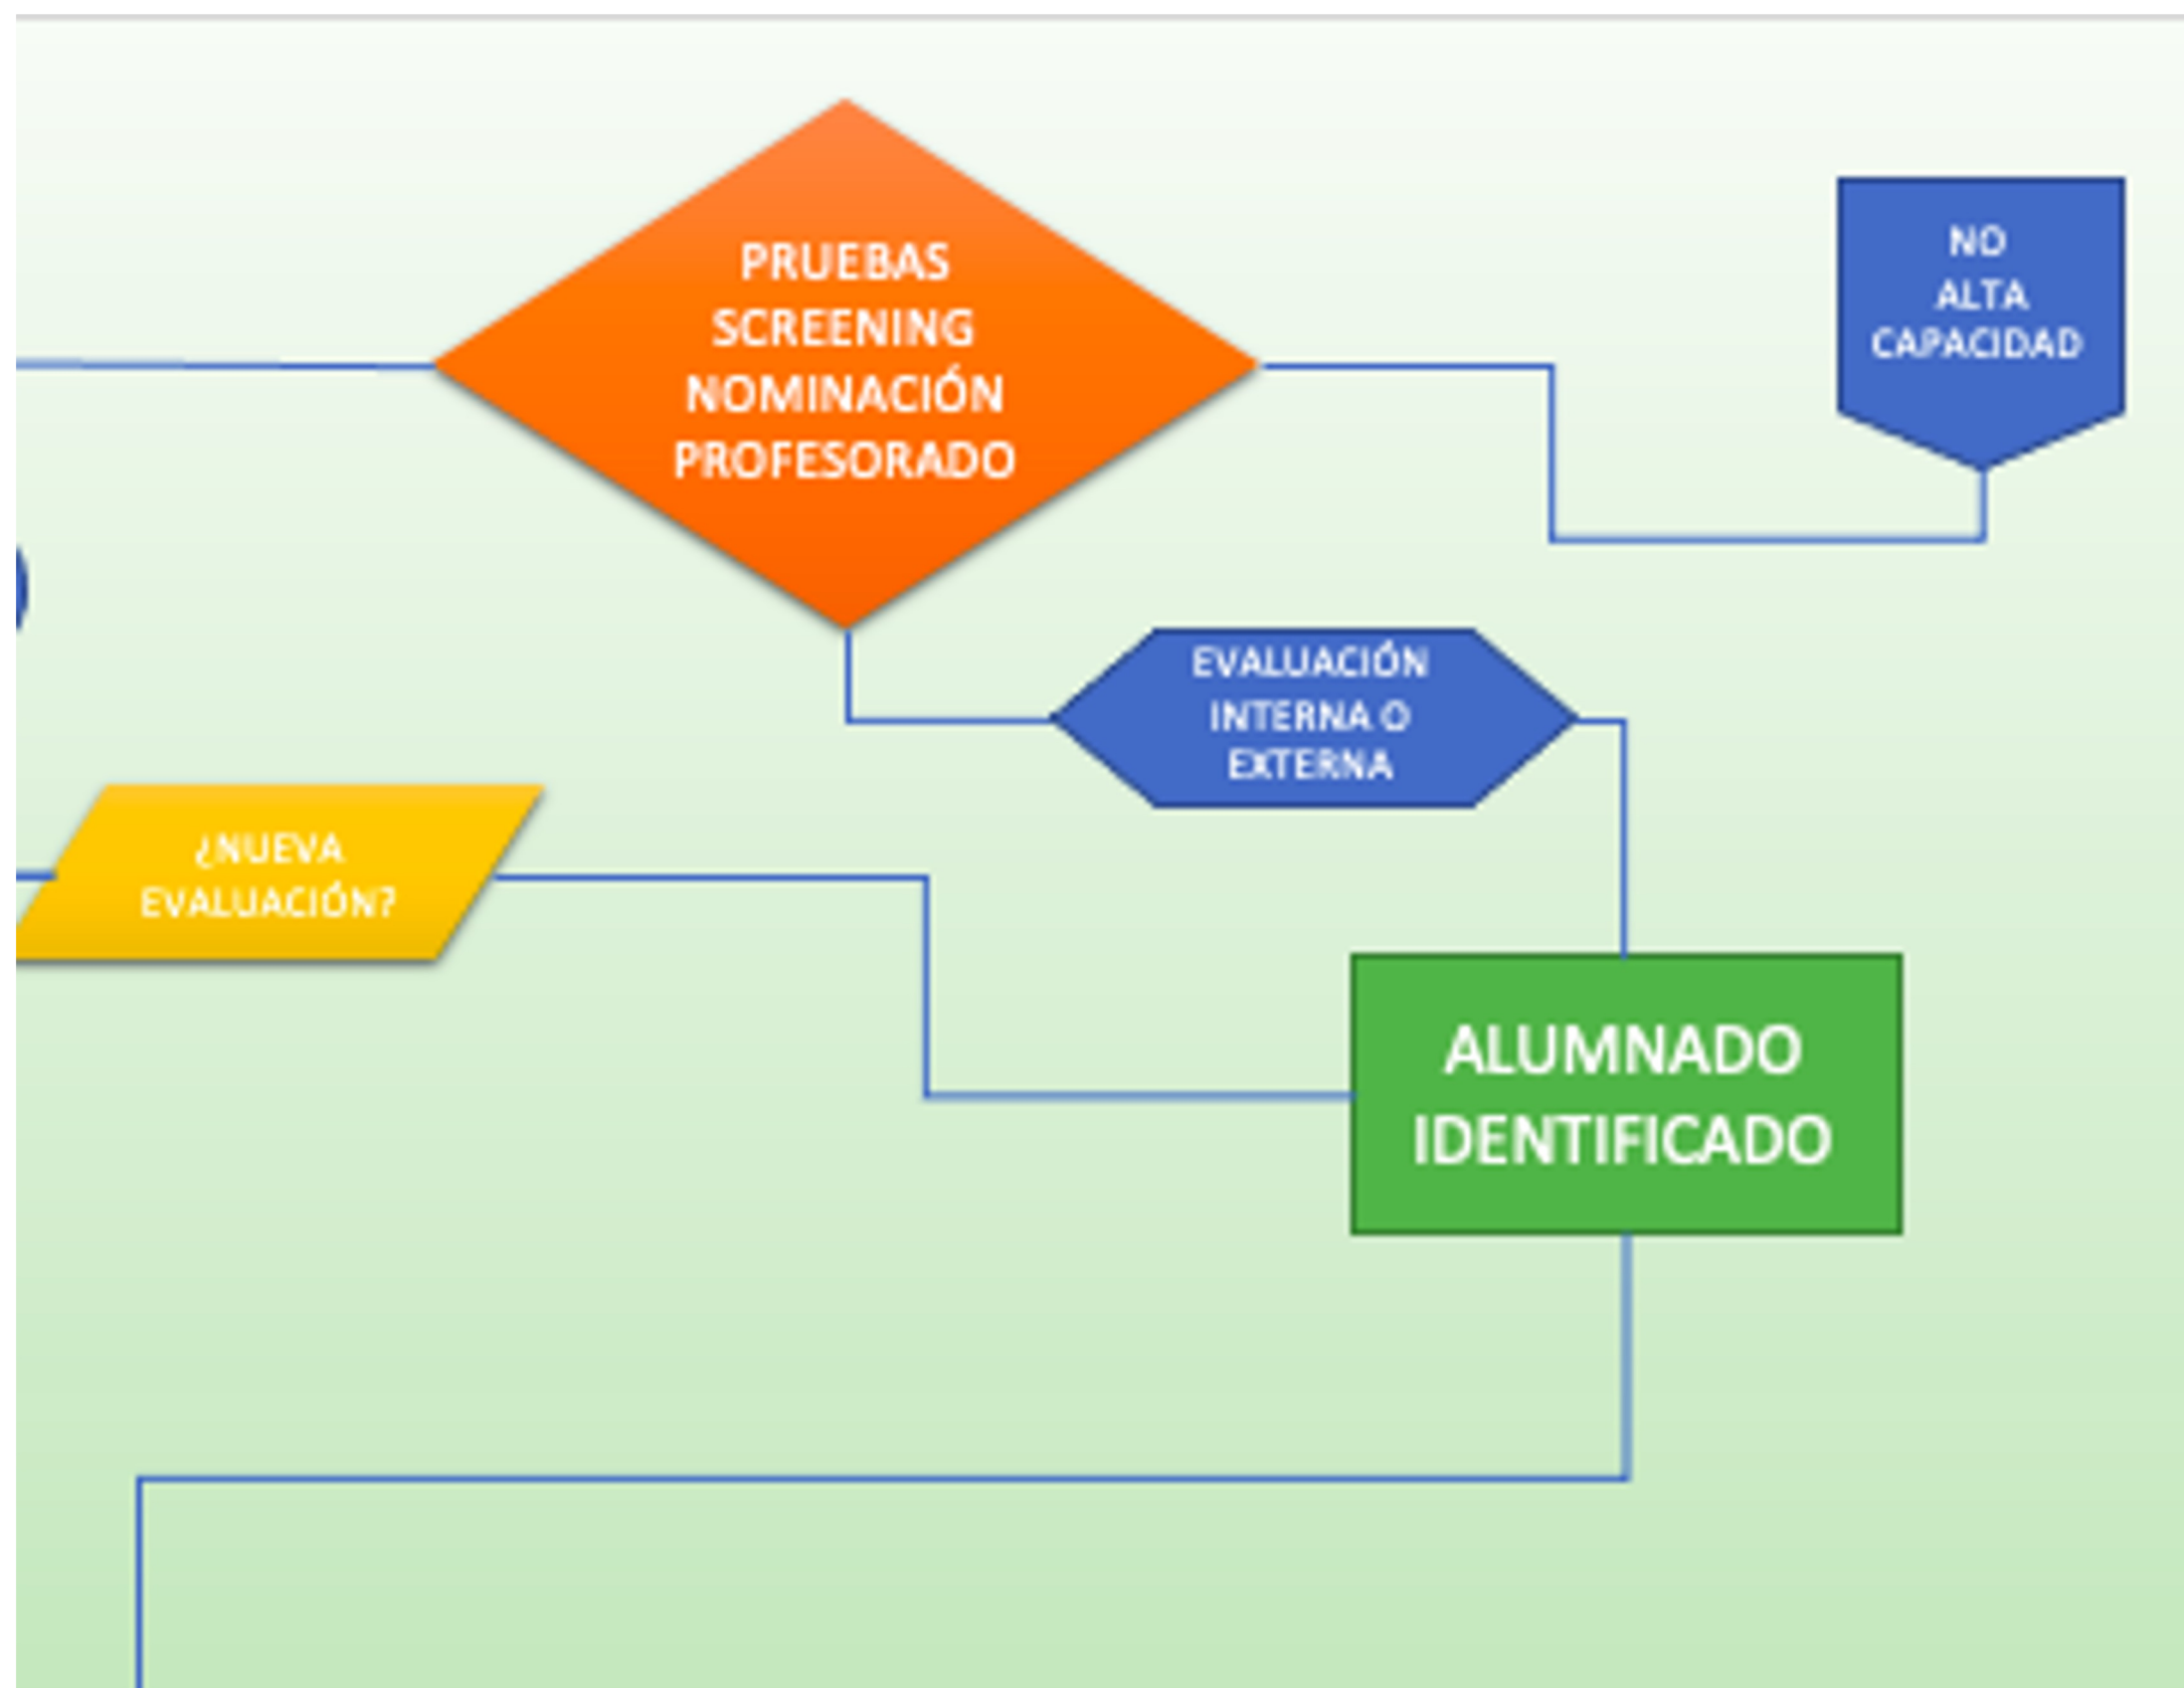 PRUEBAS
SCREENING
NOMINACIÓN
PROFESORADO
NO
ALTA
CAPACIDAD
EVALUACIÓN
INTERNA O
EXTERNA
¿NUEVA
EVALUACIÓN?
ALUMNADO
IDENTIFICADO